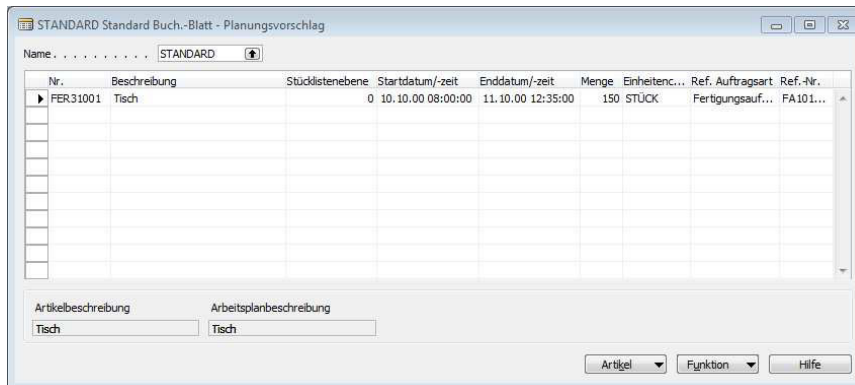 STANDARD Standard Buch.-Blatt - Planungsvorschlag
Name . . . . . . . . . . STANDARD
Nr. Beschreibung Stücklistenebene Startdatum/-zeit Enddatum/-zeit Menge Einheitenc... Ref. Auftragsart Ref.-Nr.
FER31001 Tisch 0 10.10.00 08:00:00 11.10.00 12:35:00 150 STÜCK Fertigungsauf... FA101...
Artikelbeschreibung Arbeitsplanbeschreibung
Tisch Tisch
Artikel Funktion Hilfe